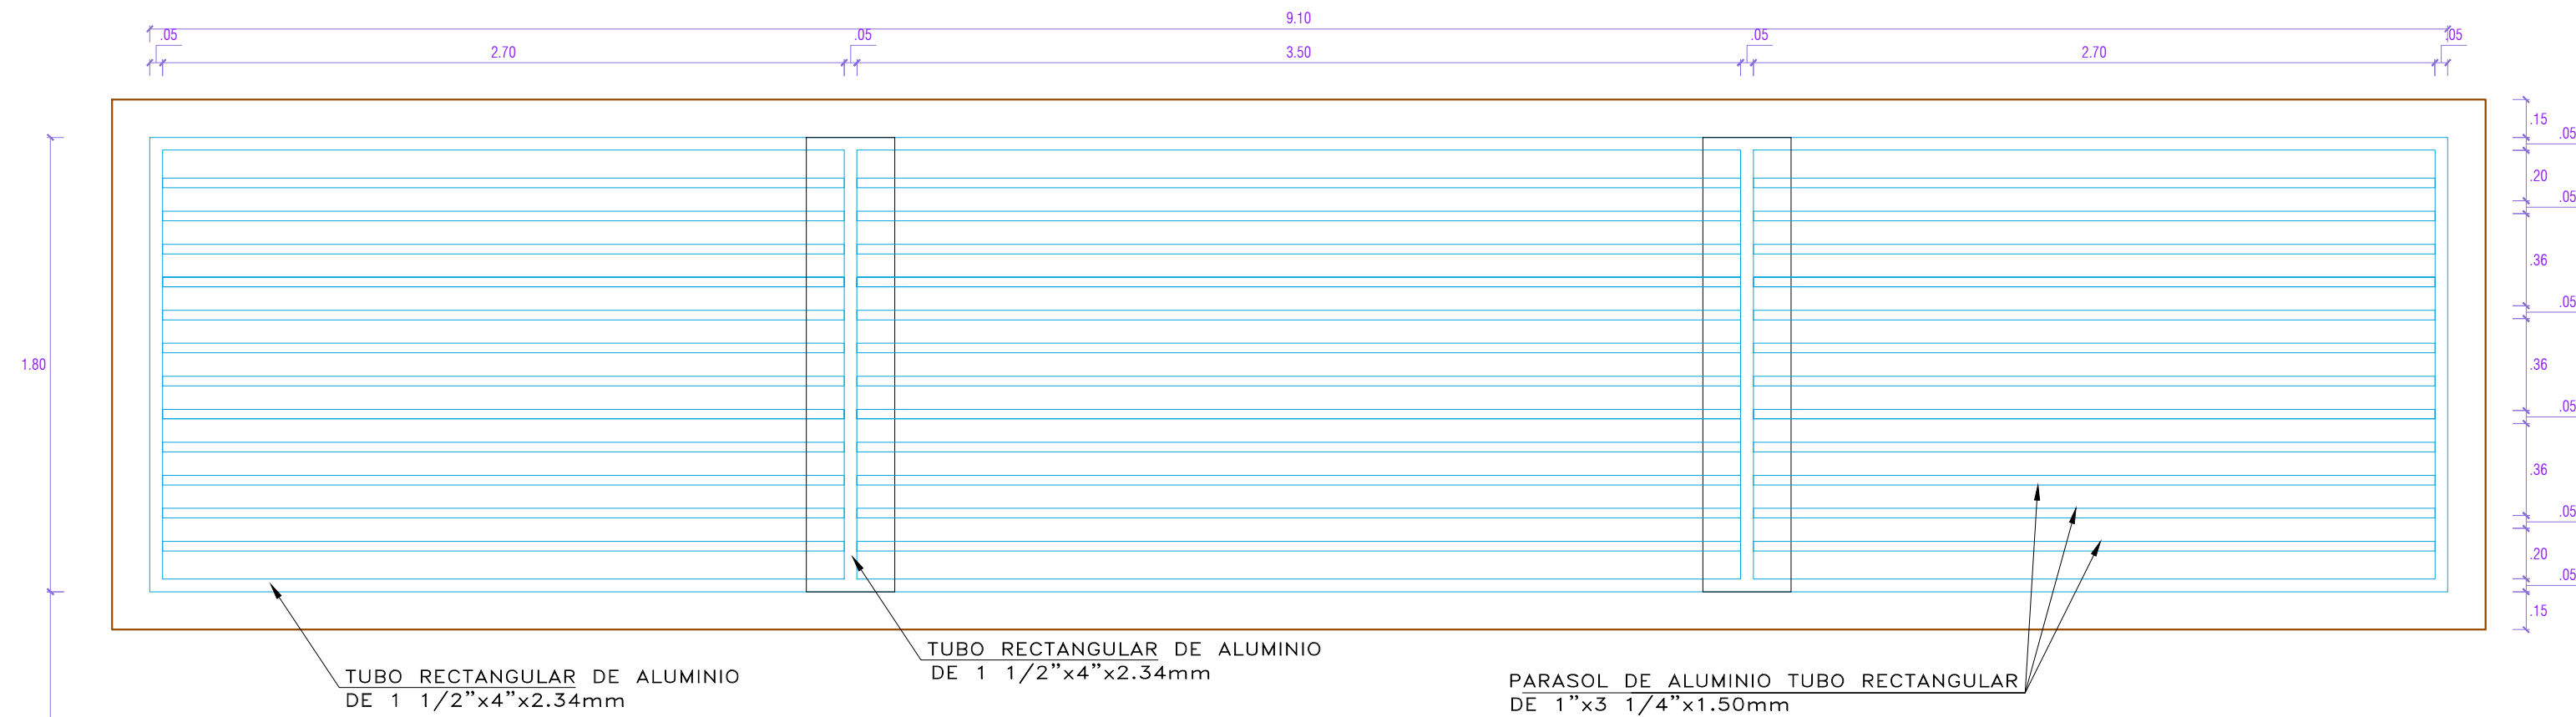 9.10
.05 .05 .05 .05
2.70 3.50 2.70
.15
.05
.20
.05
.36
.05
1.80
.36
.05
.36
.05
.20
.05
.15
TUBO RECTANGULAR DE ALUMINIO
DE 1 1/2”x4”x2.34mm
TUBO RECTANGULAR DE ALUMINIO
DE 1 1/2”x4”x2.34mm
PARASOL DE ALUMINIO TUBO RECTANGULAR
DE 1”x3 1/4”x1.50mm